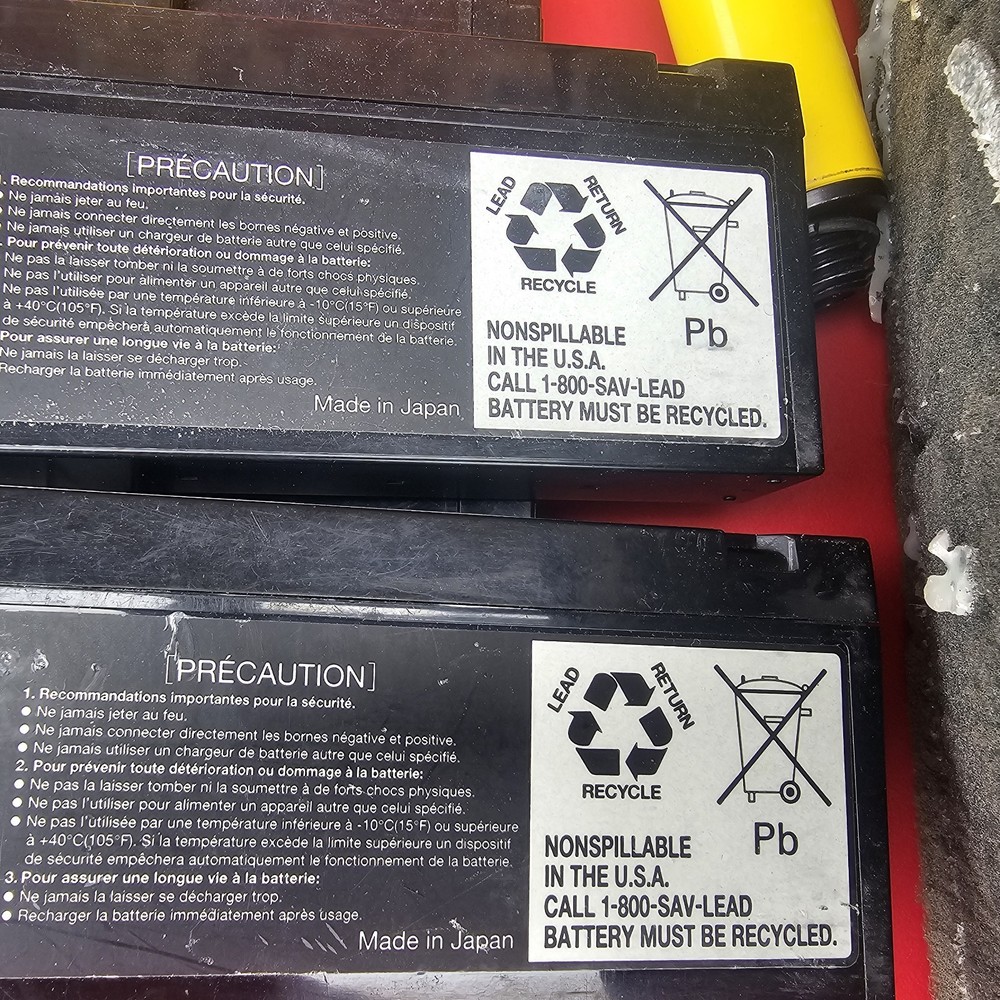 [PRÉCAUTION]
1. Recommandations importantes pour la sécurité.
● Ne jamais jeter au feu.
● Ne jamais connecter directement les bornes négative et positive.
● Ne jamais utiliser un chargeur de batterie autre que celui spécifié.
. Pour prévenir toute détérioration ou dommage à la batterie:
Ne pas la laisser tomber ni la soumettre à de forts chocs physiques.
Ne pas l'utiliser pour alimenter un appareil autre que celui spécifié.
Ne pas l'utilisée par une température inférieure à -10°C(15°F) ou supérieure
à +40°C(105°F). Si la température excède la limite supérieure un dispositif
de sécurité empêchera automatiquement le fonctionnement de la batterie.
Pour assurer une longue vie à la batterie:
Ne jamais la laisser se décharger trop.
Recharger la batterie immédiatement après usage.
Made in Japan
LEAD
RETURN
RECYCLE
Pb
NONSPILLABLE
IN THE U.S.A.
CALL 1-800-SAV-LEAD
BATTERY MUST BE RECYCLED.
[PRÉCAUTION]
1. Recommandations importantes pour la sécurité.
● Ne jamais jeter au feu.
● Ne jamais connecter directement les bornes négative et positive.
● Ne jamais utiliser un chargeur de batterie autre que celui spécifié.
2. Pour prévenir toute détérioration ou dommage à la batterie:
● Ne pas la laisser tomber ni la soumettre à de forts chocs physiques.
● Ne pas l'utiliser pour alimenter un appareil autre que celui spécifié.
● Ne pas l'utilisée par une température inférieure à -10°C(15°F) ou supérieure
à +40°C(105°F). Si la température excède la limite supérieure un dispositif
de sécurité empêchera automatiquement le fonctionnement de la batterie.
3. Pour assurer une longue vie à la batterie:
● Ne jamais la laisser se décharger trop.
● Recharger la batterie immédiatement après usage.
Made in Japan
LEAD
RETURN
RECYCLE
Pb
NONSPILLABLE
IN THE U.S.A.
CALL 1-800-SAV-LEAD
BATTERY MUST BE RECYCLED.